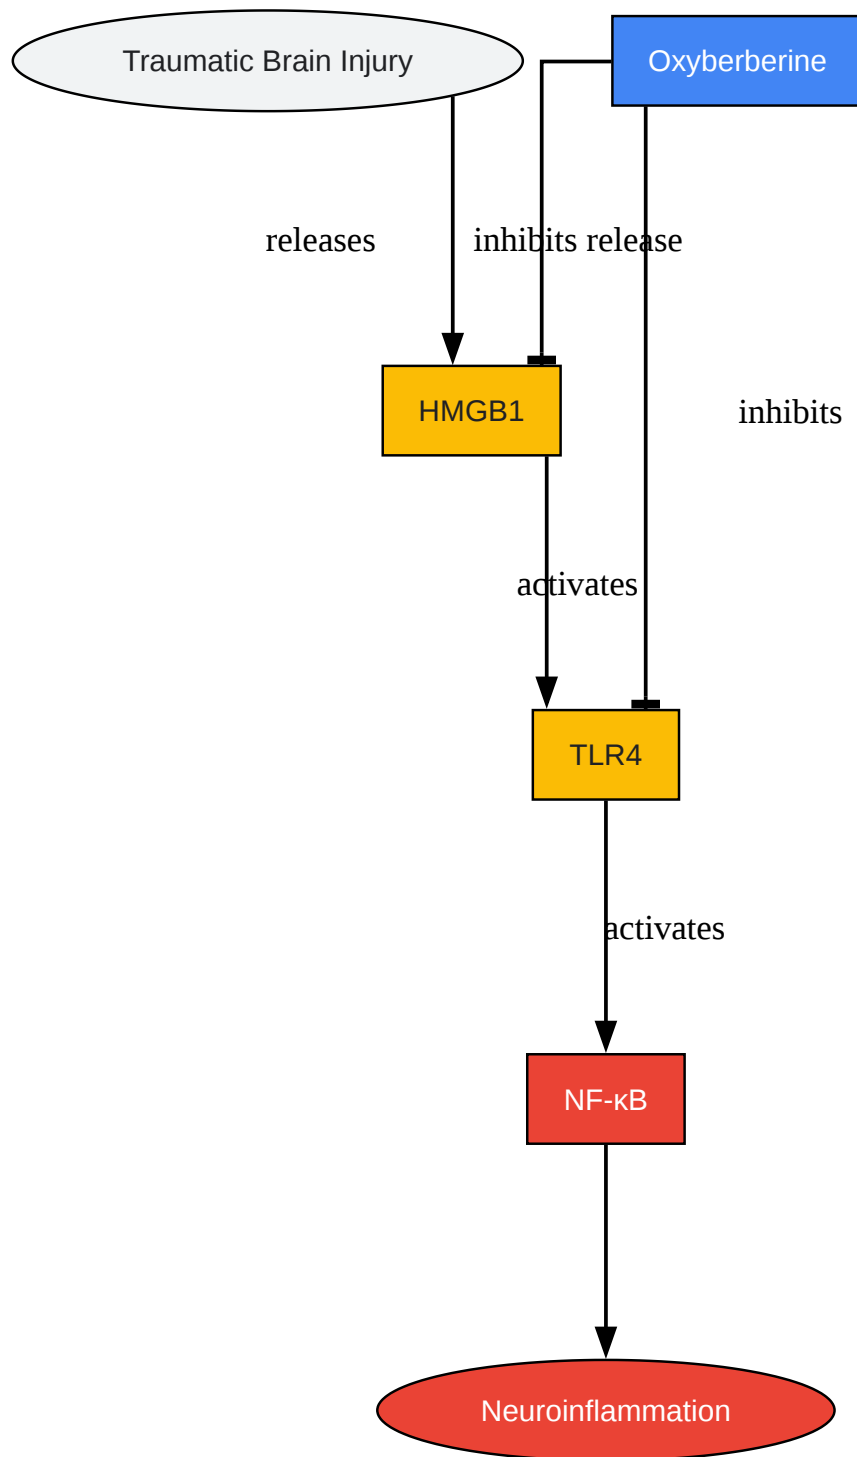 Traumatic Brain Injury
Oxyberberine
releases
inhibits release
HMGB1
inhibits
activates
TLR4
activates
NF-κB
Neuroinflammation